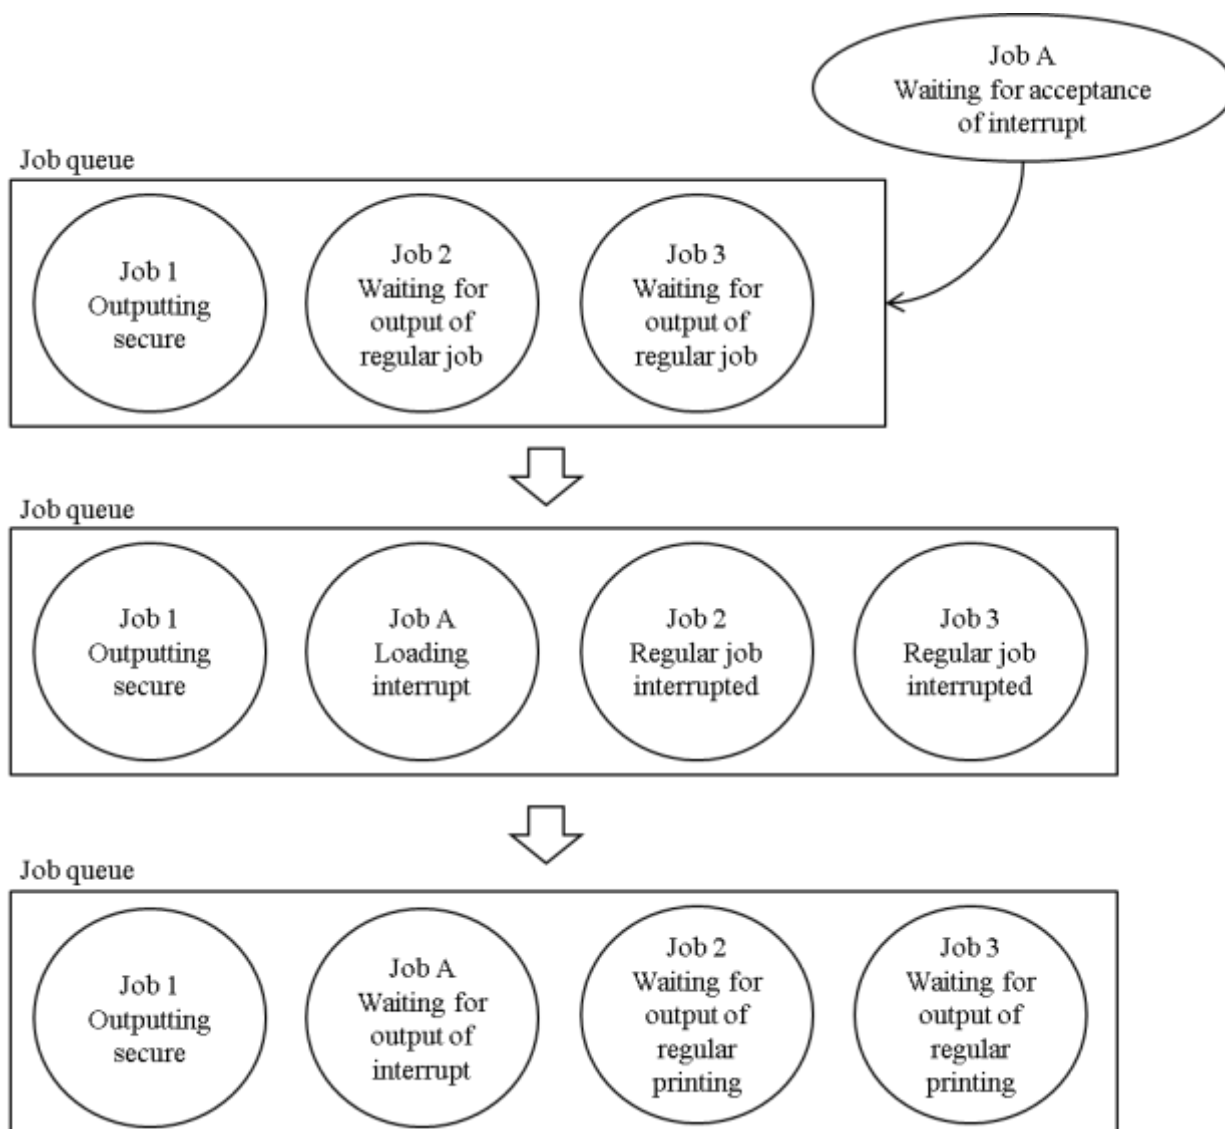 Job A
Waiting for acceptance
of interrupt
Job queue
Job 1
Outputting
secure
Job 2
Waiting for
output of
regular job
Job 3
Waiting for
output of
regular job
Job queue
Job 1
Outputting
secure
Job A
Loading
interrupt
Job 2
Regular job
interrupted
Job 3
Regular job
interrupted
Job queue
Job 1
Outputting
secure
Job A
Waiting for
output of
interrupt
Job 2
Waiting for
output of
regular
printing
Job 3
Waiting for
output of
regular
printing